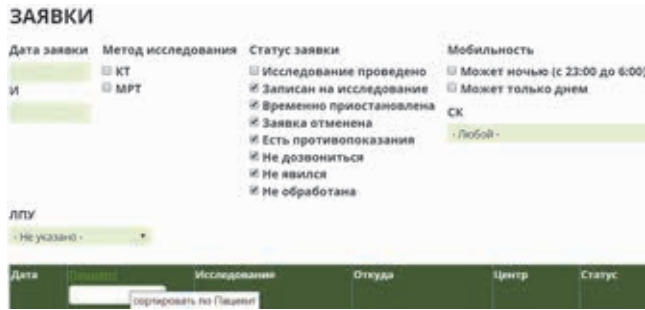 ЗАЯВКИ
Дата заявки Метод исследования Статус заявки Мобильность
КТ Исследование проведено Может ночью (с 23:00 до 6:00)
И МРТ Записан на исследование Может только днем
Временно приостановлена
Заявка отменена СК
Есть противопоказания - Любой -
Не дозвониться
Не явился
Не обработана
ЛПУ
- Не указано -
Дата Пациент Исследование Откуда Центр Статус
сортировать по Пациент